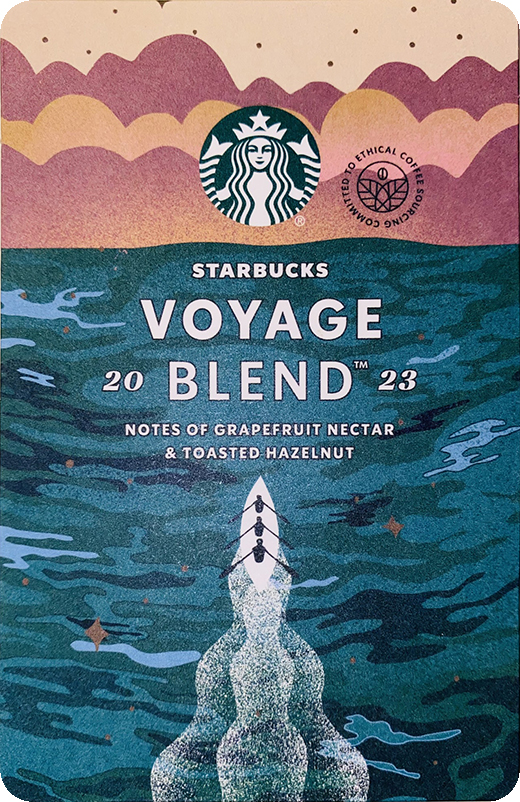 ®
COMMITTED TO ETHICAL COFFEE SOURCING
STARBUCKS
VOYAGE
20 BLEND™ 23
NOTES OF GRAPEFRUIT NECTAR
& TOASTED HAZELNUT